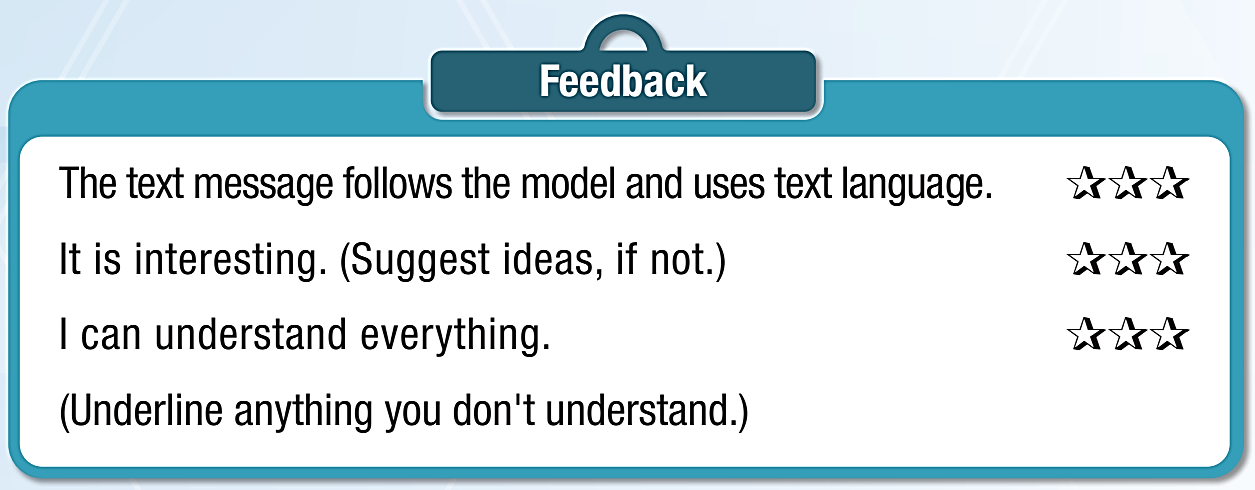 Feedback
The text message follows the model and uses text language. ☆☆☆
It is interesting. (Suggest ideas, if not.) ☆☆☆
I can understand everything. ☆☆☆
(Underline anything you don't understand.)